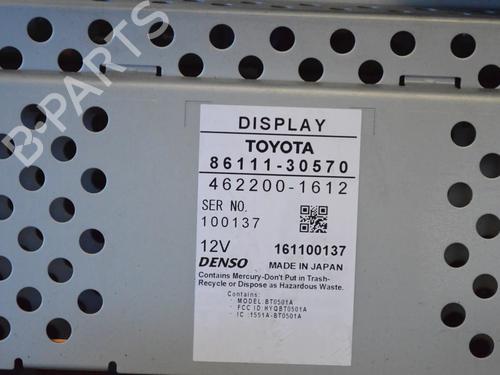 B-PARTS
DISPLAY
TOYOTA
86111-30570
462200-1612
SER NO.
100137
12V 161100137
DENSO MADE IN JAPAN
Contains Mercury-Don't Put in Trash-
Recycle or Dispose as Hazardous Waste.
Contains:
· MODEL:BT0501A
· FCC ID:HYQBT0501A
· IC :1551A-BT0501A